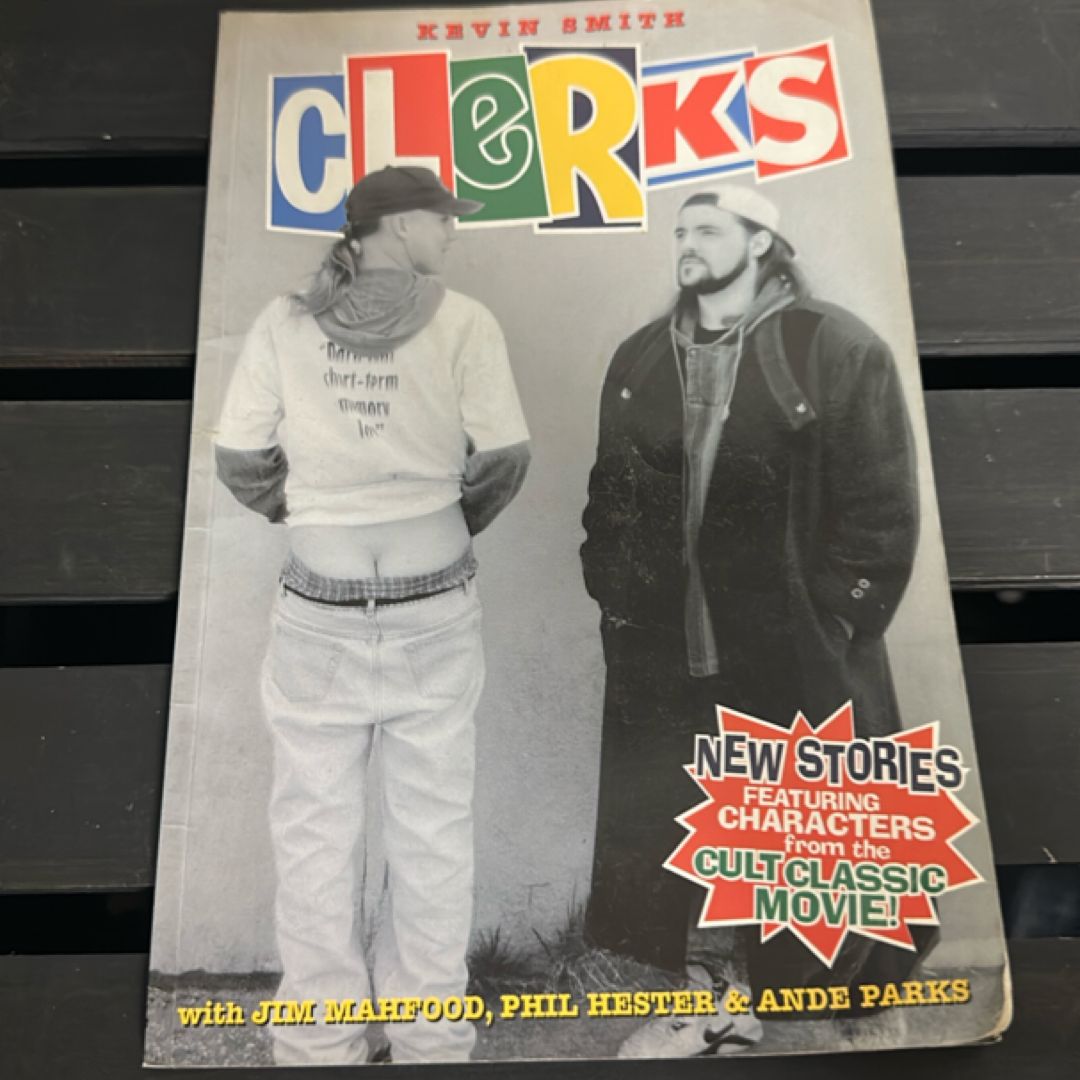 KEVIN SMITH
CLeRKS
short-term
NEW STORIES
FEATURING
CHARACTERS
from the
CULT CLASSIC
MOVIE!
with JIM MAHFOOD, PHIL HESTER & ANDE PARKS